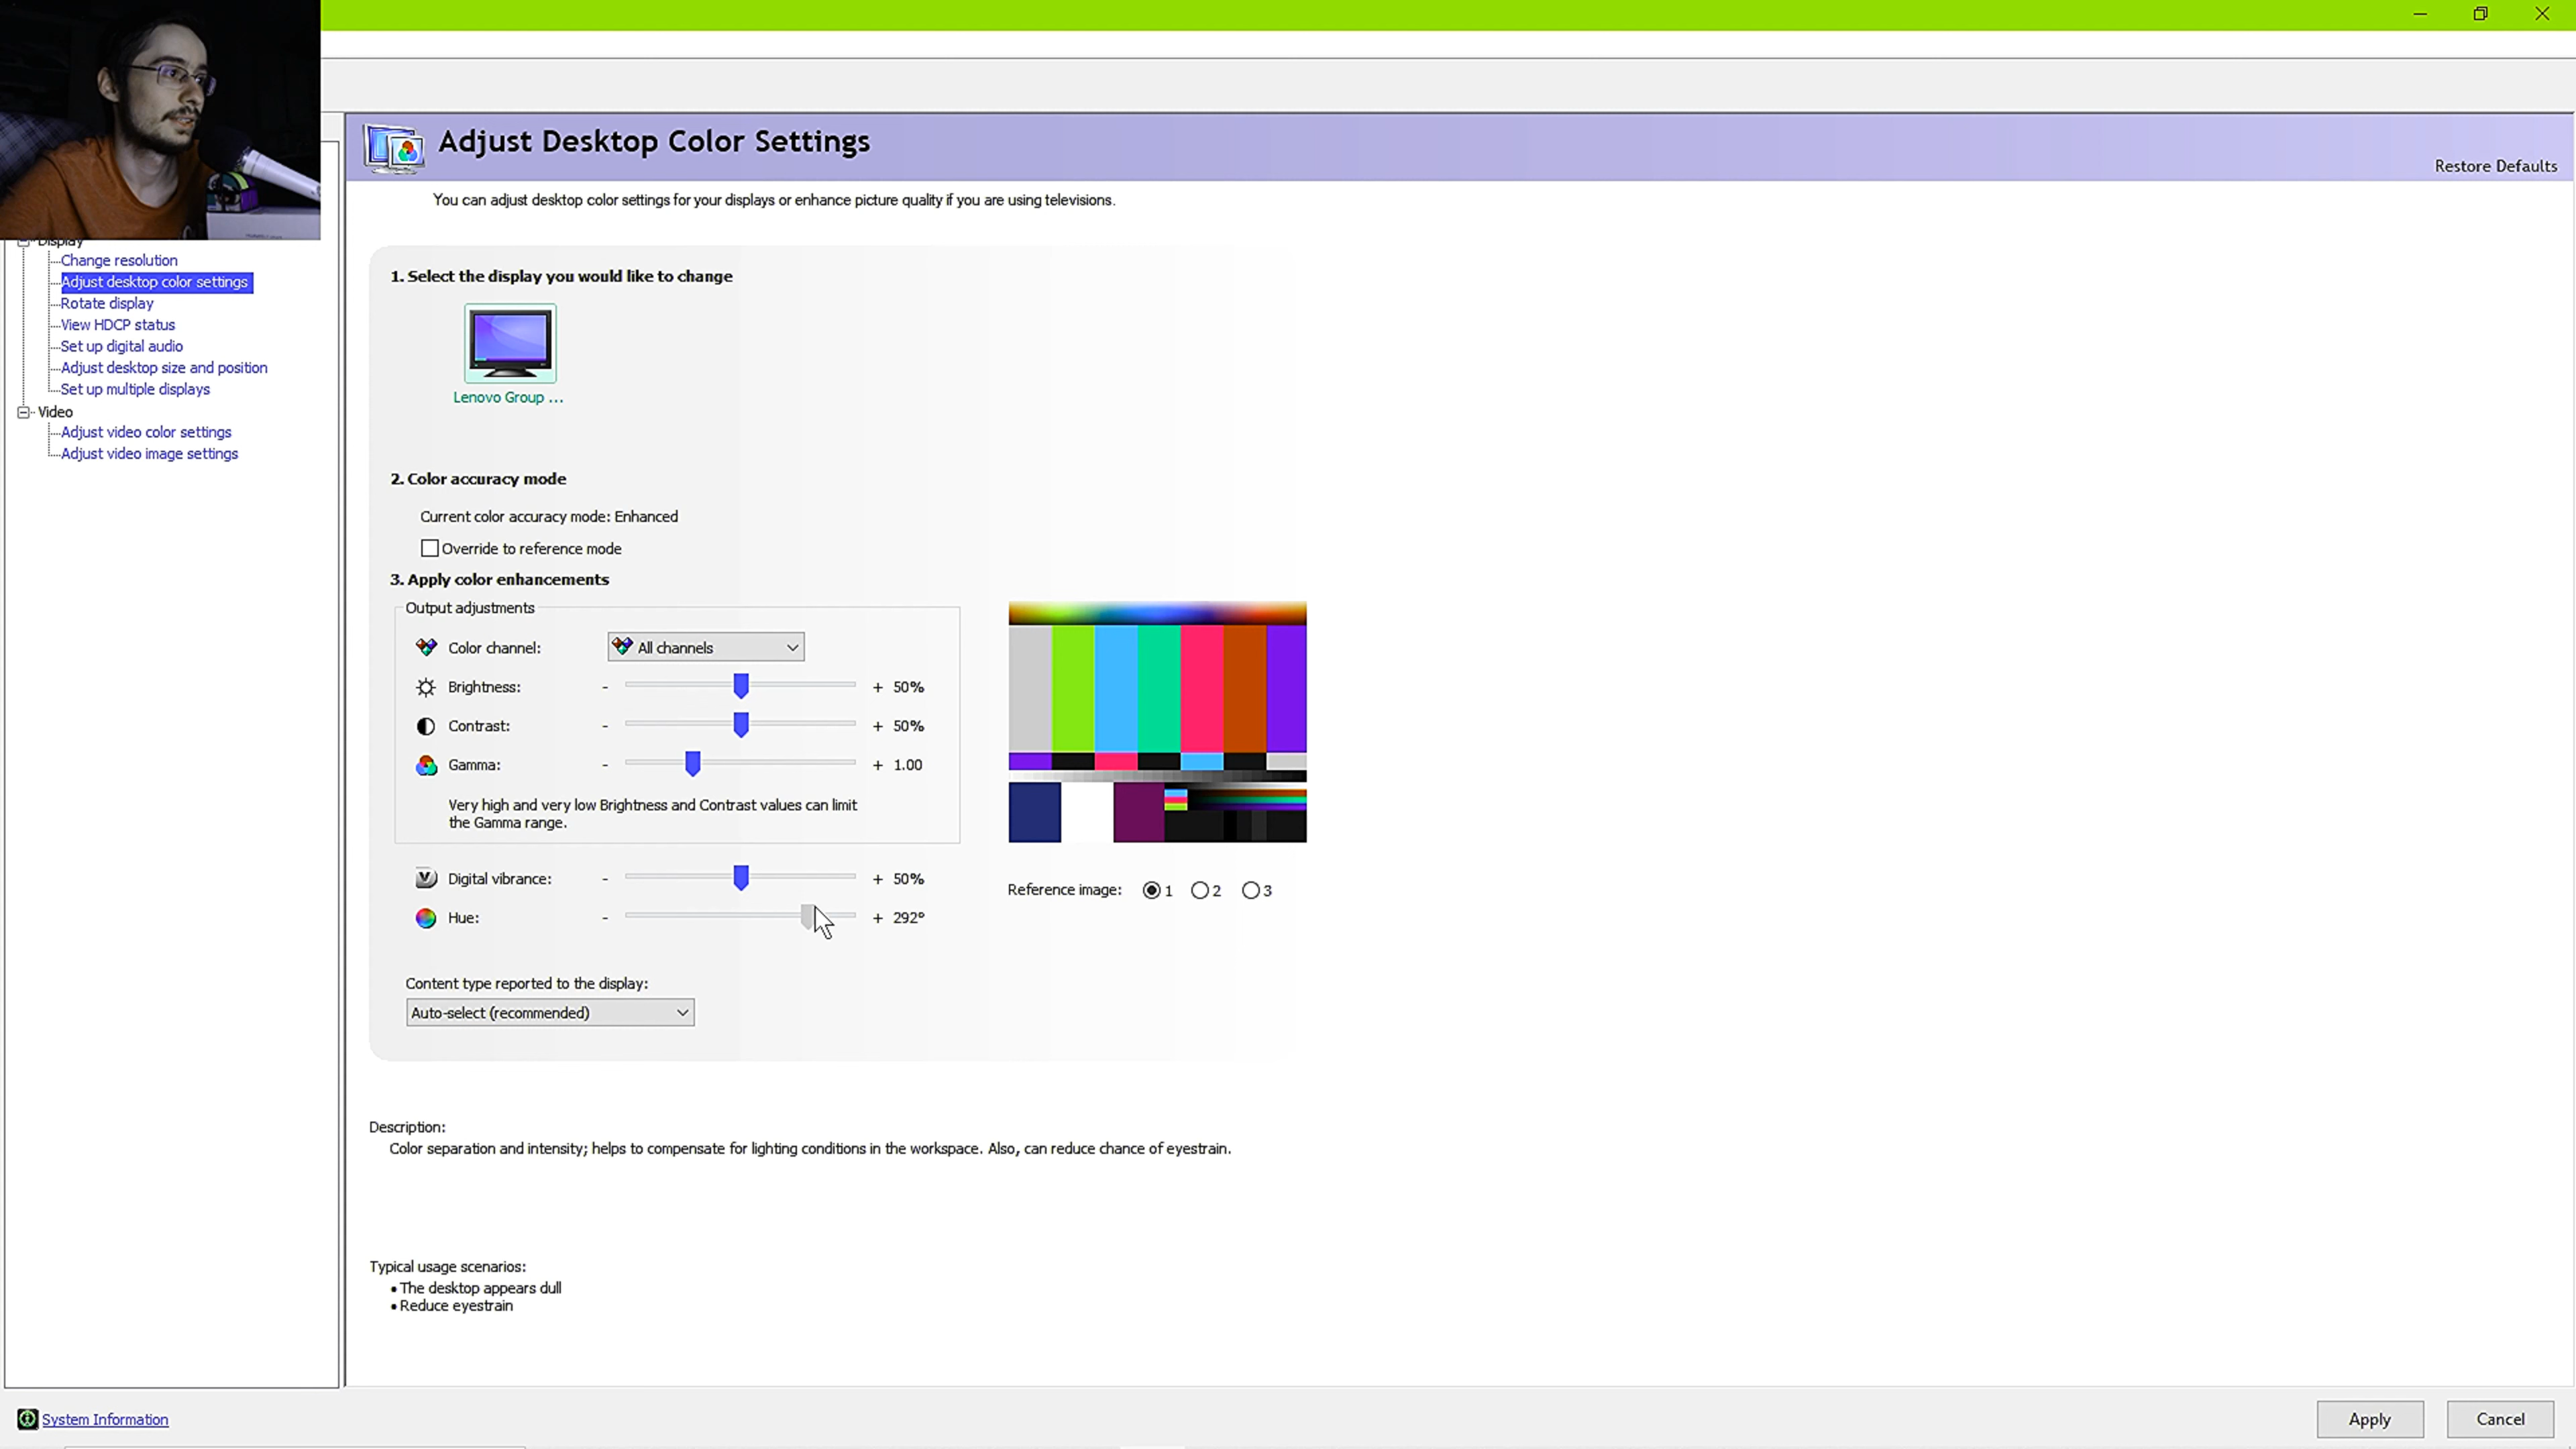 Adjust Desktop Color Settings
Restore Defaults
You can adjust desktop color settings for your displays or enhance picture quality if you are using televisions.
Display
Change resolution
Adjust desktop color settings
Rotate display
View HDCP status
Set up digital audio
Adjust desktop size and position
Set up multiple displays
Video
Adjust video color settings
Adjust video image settings
1. Select the display you would like to change
Lenovo Group ...
2. Color accuracy mode
Current color accuracy mode: Enhanced
Override to reference mode
3. Apply color enhancements
Output adjustments
Color channel: All channels
Brightness: - + 50%
Contrast: - + 50%
Gamma: - + 1.00
Very high and very low Brightness and Contrast values can limit
the Gamma range.
Digital vibrance: - + 50%
Hue: - + 292°
Reference image: 1 2 3
Content type reported to the display:
Auto-select (recommended)
Description:
Color separation and intensity; helps to compensate for lighting conditions in the workspace. Also, can reduce chance of eyestrain.
Typical usage scenarios:
• The desktop appears dull
• Reduce eyestrain
System Information
Apply
Cancel